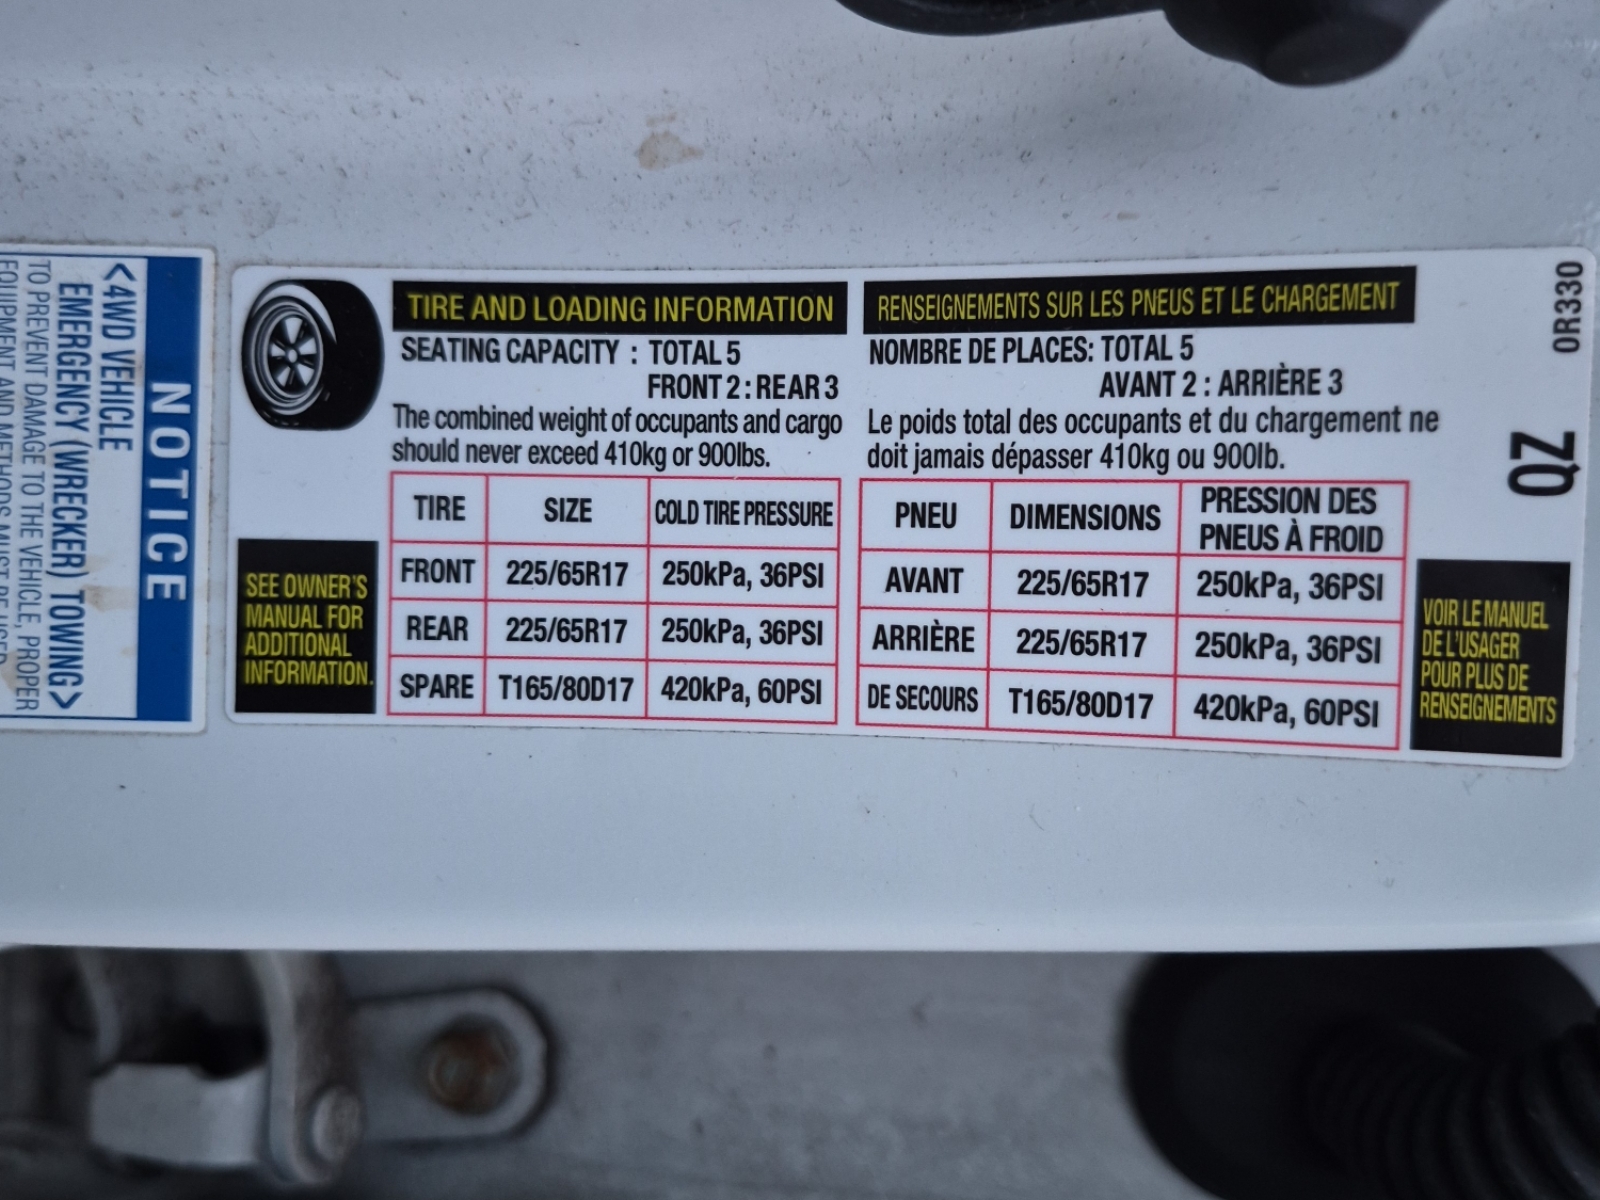 NOTICE
<4WD VEHICLE
EMERGENCY (WRECKER) TOWING>
TO PREVENT DAMAGE TO THE VEHICLE, PROPER
EQUIPMENT AND METHODS MUST BE USED
TIRE AND LOADING INFORMATION
SEATING CAPACITY : TOTAL 5
FRONT 2 : REAR 3
The combined weight of occupants and cargo
should never exceed 410kg or 900lbs.
TIRE SIZE COLD TIRE PRESSURE
FRONT 225/65R17 250kPa, 36PSI
REAR 225/65R17 250kPa, 36PSI
SPARE T165/80D17 420kPa, 60PSI
SEE OWNER'S
MANUAL FOR
ADDITIONAL
INFORMATION.
RENSEIGNEMENTS SUR LES PNEUS ET LE CHARGEMENT
NOMBRE DE PLACES: TOTAL 5
AVANT 2 : ARRIÈRE 3
Le poids total des occupants et du chargement ne
doit jamais dépasser 410kg ou 900lb.
PNEU DIMENSIONS PRESSION DES
PNEUS À FROID
AVANT 225/65R17 250kPa, 36PSI
ARRIÈRE 225/65R17 250kPa, 36PSI
DE SECOURS T165/80D17 420kPa, 60PSI
VOIR LE MANUEL
DE L'USAGER
POUR PLUS DE
RENSEIGNEMENTS
0R330
QZ